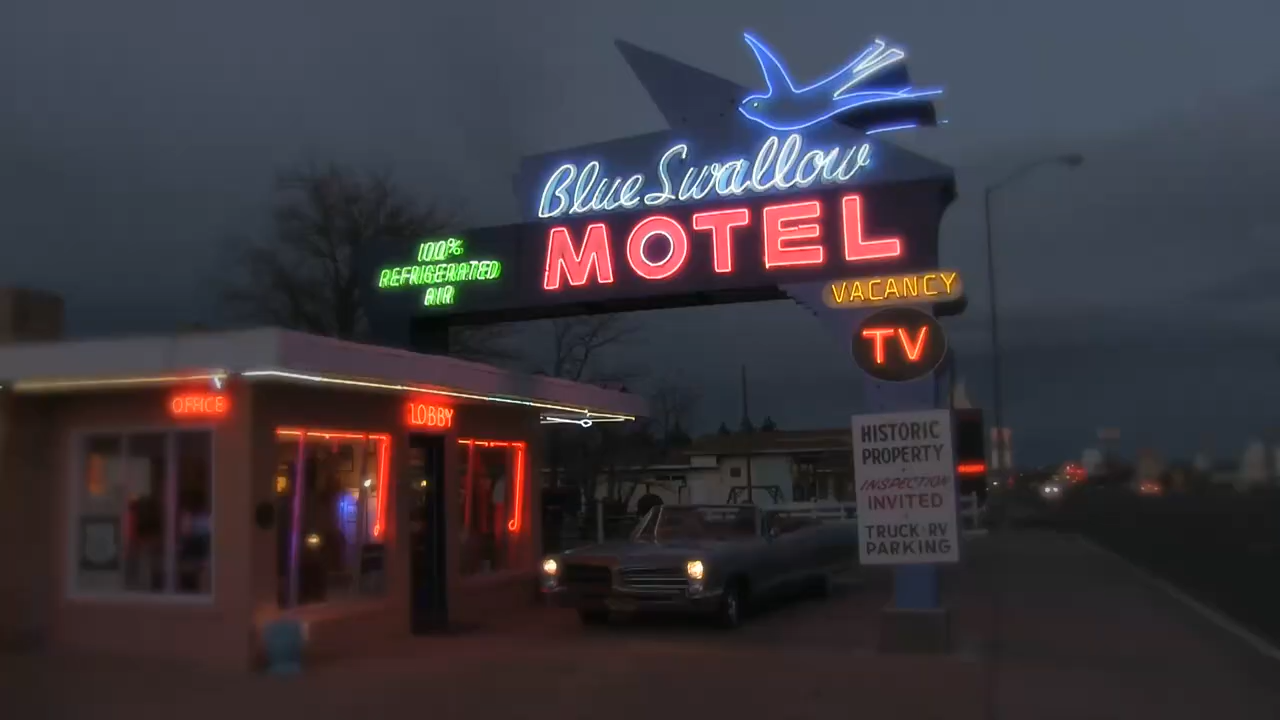 Blue Swallow
MOTEL
100%
REFRIGERATED
AIR
VACANCY
TV
OFFICE
LOBBY
HISTORIC
PROPERTY
INSPECTION
INVITED
TRUCK-RV
PARKING